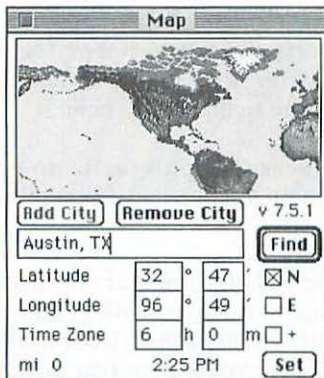 Map
Add City Remove City v 7.5.1
Austin, TX Find
Latitude 32 ° 47 ′ N
Longitude 96 ° 49 ′ E
Time Zone 6 h 0 m +
mi 0 2:25 PM Set